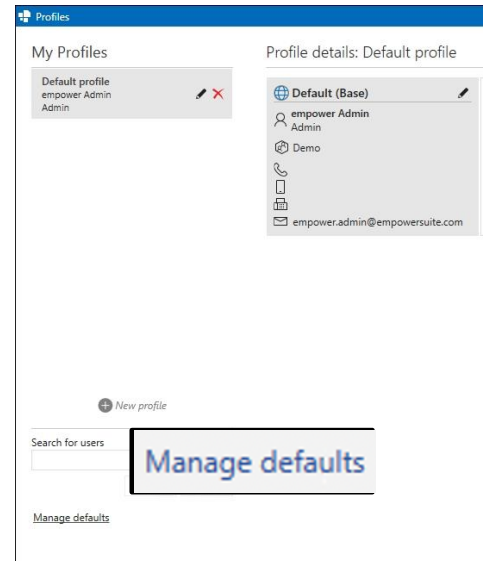 Profiles
My Profiles
Default profile
empower Admin
Admin
New profile
Search for users
Manage defaults
Manage defaults
Profile details: Default profile
Default (Base)
empower Admin
Admin
Demo
empower.admin@empowersuite.com